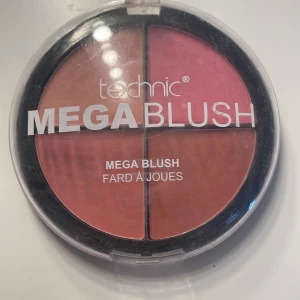 technic®
MEGA BLUSH
MEGA BLUSH
FARD À JOUES